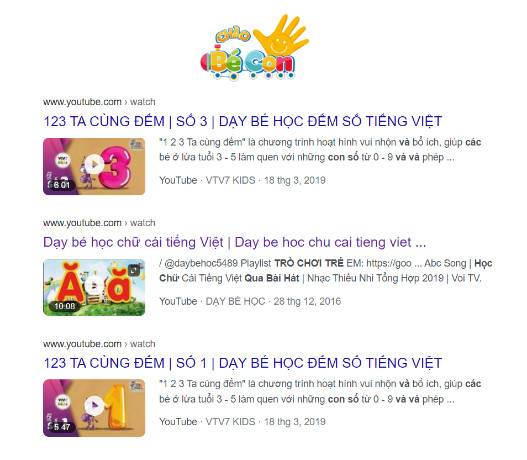 CHÀO
Bé Con
www.youtube.com › watch
123 TA CÙNG ĐẾM | SỐ 3 | DẠY BÉ HỌC ĐẾM SỐ TIẾNG VIỆT
"1 2 3 Ta cùng đếm" là chương trinh hoạt hình vui nhộn và bổ ích, giúp các
bé ở lứa tuổi 3 - 5 làm quen với những con số từ 0 - 9 và và phép ...
VTV7
3
6:01
YouTube · VTV7 KIDS · 18 thg 3, 2019
www.youtube.com › watch
Dạy bé học chữ cái tiếng Việt | Day be hoc chu cai tieng viet ...
/ @daybehoc5489 Playlist TRÒ CHƠI TRẺ EM: https://goo ... Abc Song | Học
Chữ Cái Tiếng Việt Qua Bài Hát | Nhạc Thiếu Nhi Tổng Hợp 2019 | Voi TV.
Ă ă
10:08
YouTube · DẠY BÉ HỌC · 28 thg 12, 2016
www.youtube.com › watch
123 TA CÙNG ĐẾM | SỐ 1 | DẠY BÉ HỌC ĐẾM SỐ TIẾNG VIỆT
"1 2 3 Ta cùng đếm" là chương trinh hoạt hình vui nhộn và bổ ích, giúp các
bé ở lứa tuổi 3 - 5 làm quen với những con số từ 0 - 9 và và phép ...
VTV7
1
5:47
YouTube · VTV7 KIDS · 18 thg 3, 2019